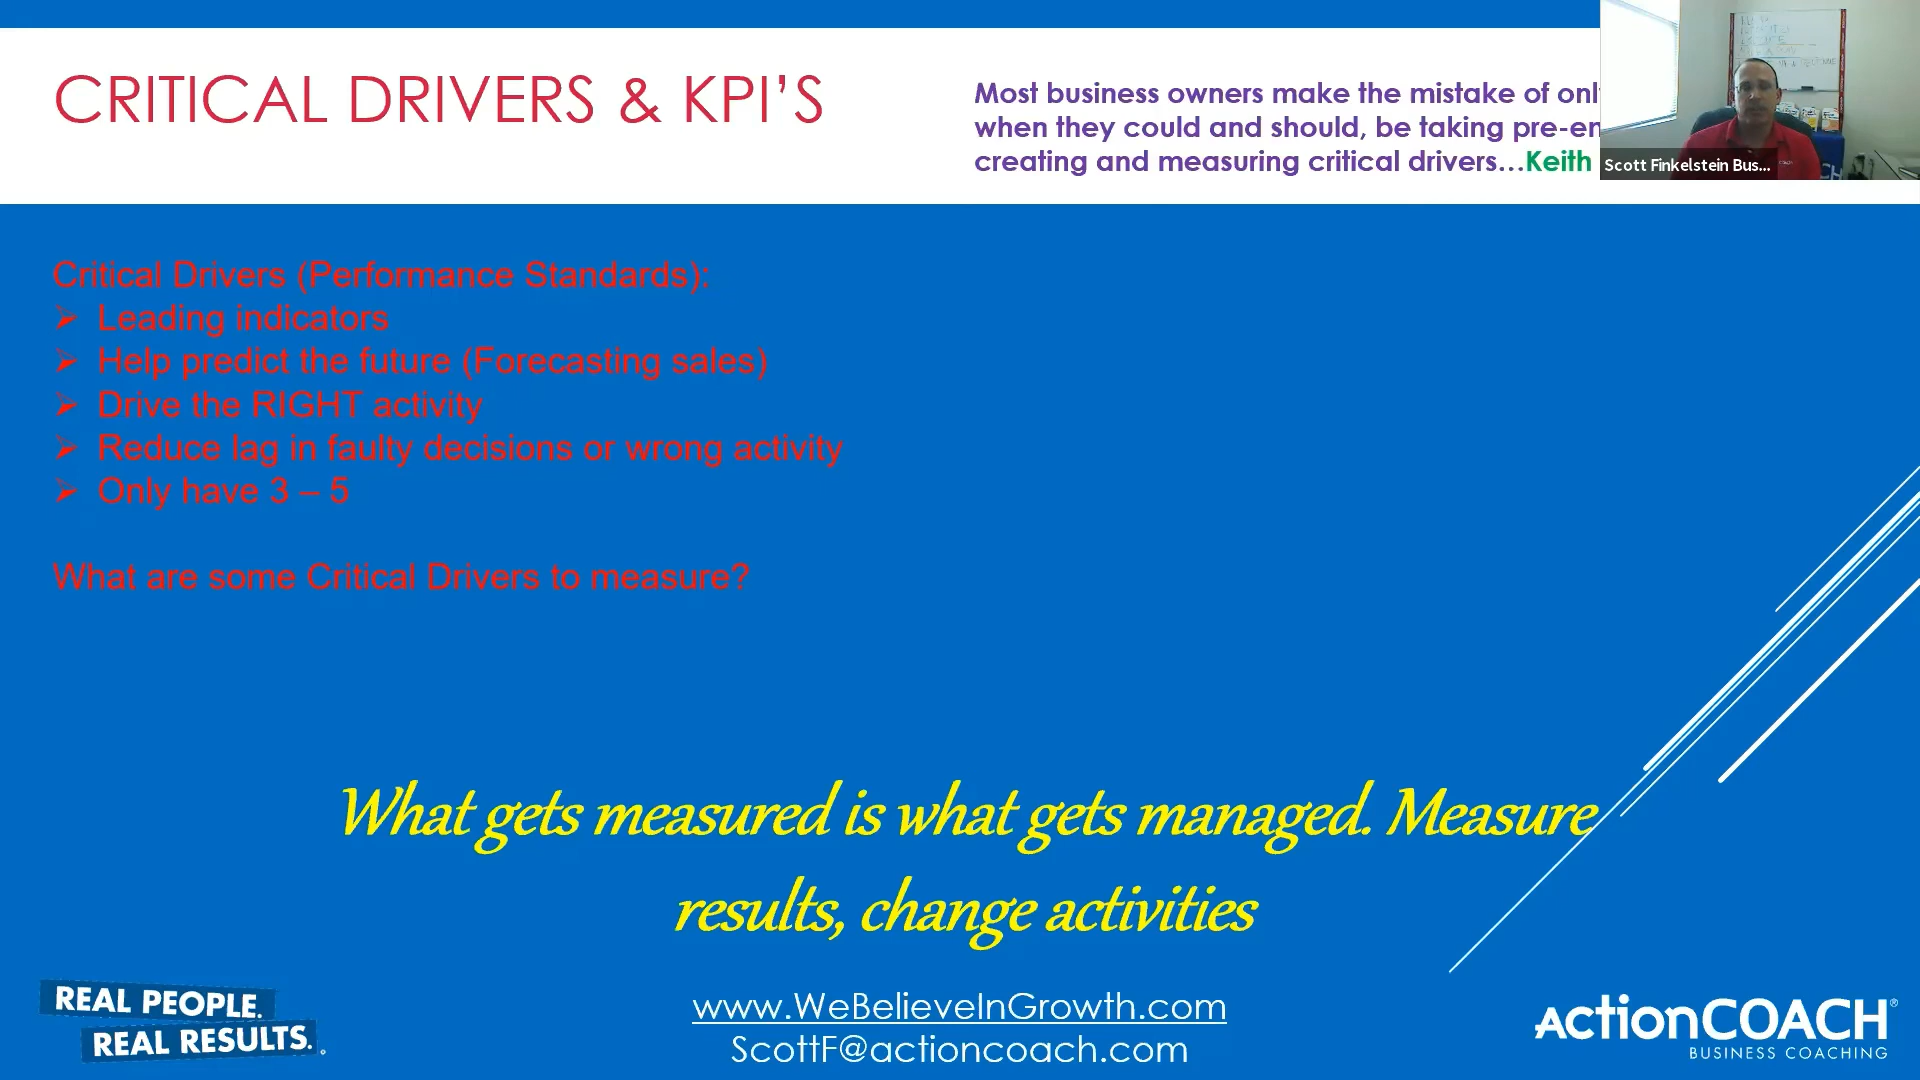 CRITICAL DRIVERS & KPI'S
Most business owners make the mistake of onl
when they could and should, be taking pre-en
creating and measuring critical drivers…Keith
Scott Finkelstein Bus...
Critical Drivers (Performance Standards):
➢ Leading indicators
➢ Help predict the future (Forecasting sales)
➢ Drive the RIGHT activity
➢ Reduce lag in faulty decisions or wrong activity
➢ Only have 3 – 5
What are some Critical Drivers to measure?
What gets measured is what gets managed. Measure
results, change activities
REAL PEOPLE.
REAL RESULTS.
www.WeBelieveInGrowth.com
ScottF@actioncoach.com
ActionCOACH®
BUSINESS COACHING